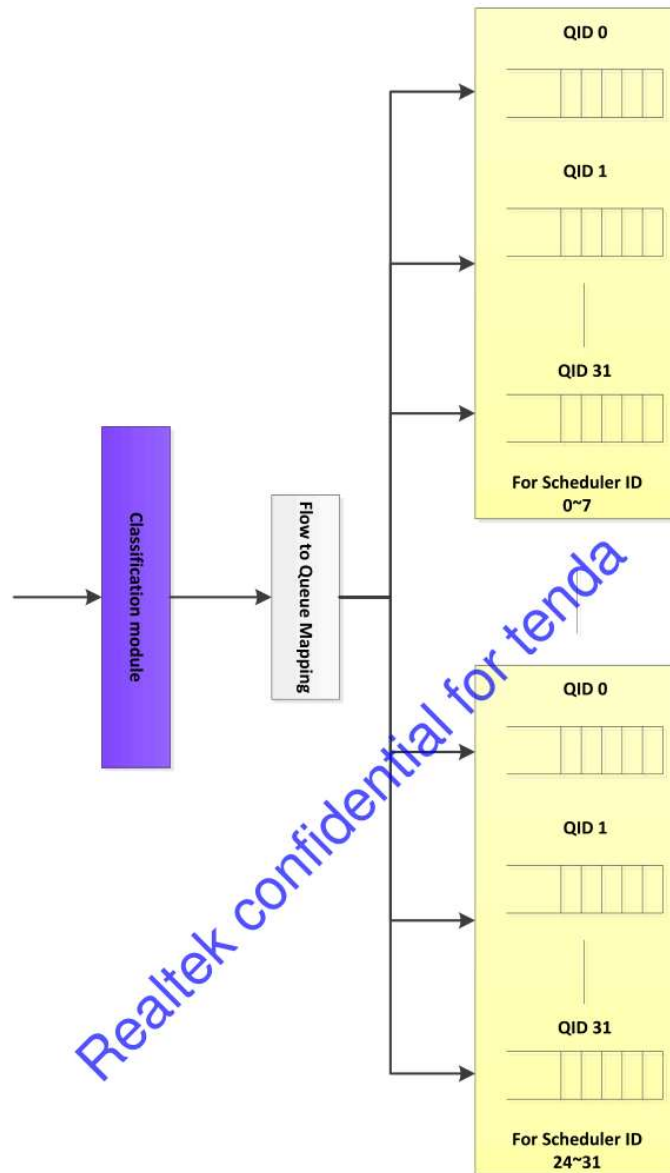 QID 0
QID 1
QID 31
For Scheduler ID
0~7
Classification module
Flow to Queue Mapping
Realtek confidential for tenda
QID 0
QID 1
QID 31
For Scheduler ID
24~31